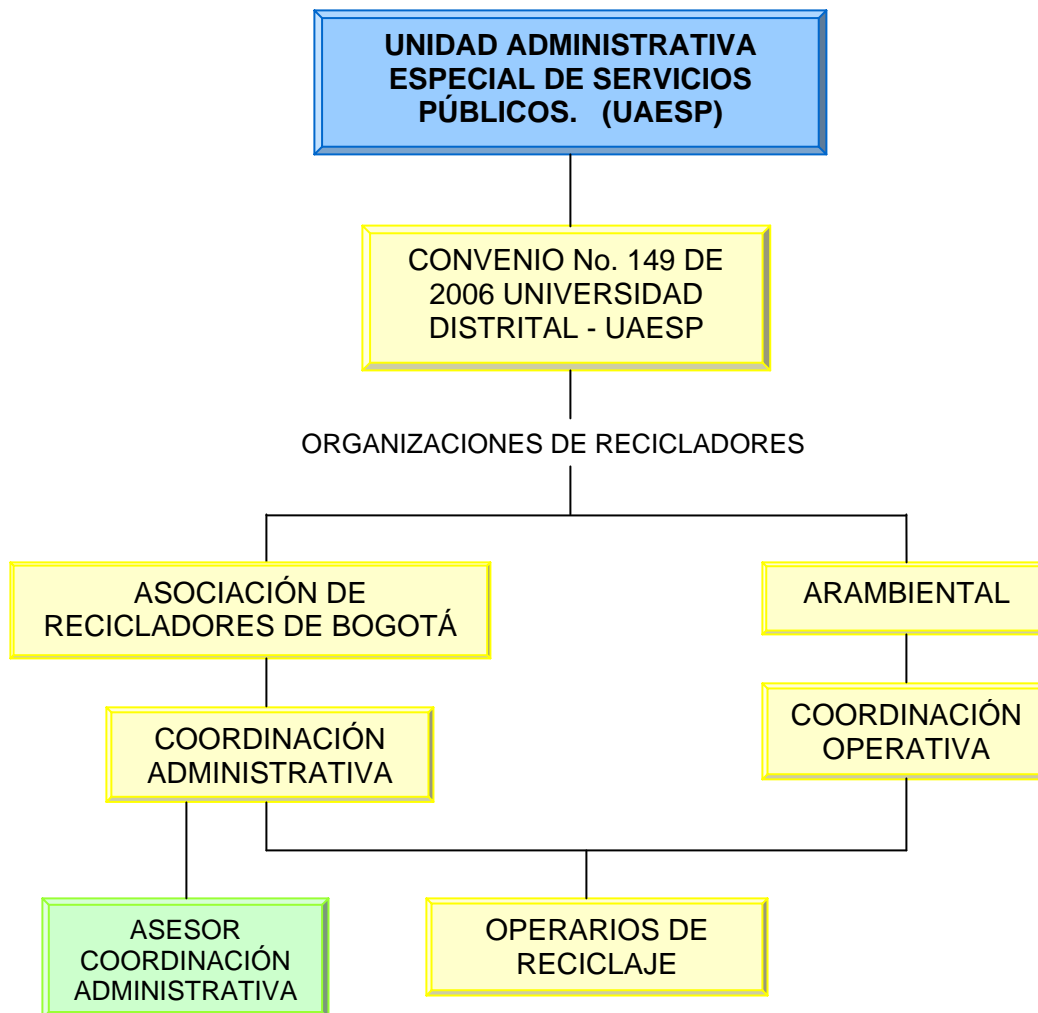 UNIDAD ADMINISTRATIVA
ESPECIAL DE SERVICIOS
PÚBLICOS. (UAESP)
CONVENIO No. 149 DE
2006 UNIVERSIDAD
DISTRITAL - UAESP
ORGANIZACIONES DE RECICLADORES
ASOCIACIÓN DE
RECICLADORES DE BOGOTÁ
ARAMBIENTAL
COORDINACIÓN
ADMINISTRATIVA
COORDINACIÓN
OPERATIVA
ASESOR
COORDINACIÓN
ADMINISTRATIVA
OPERARIOS DE
RECICLAJE